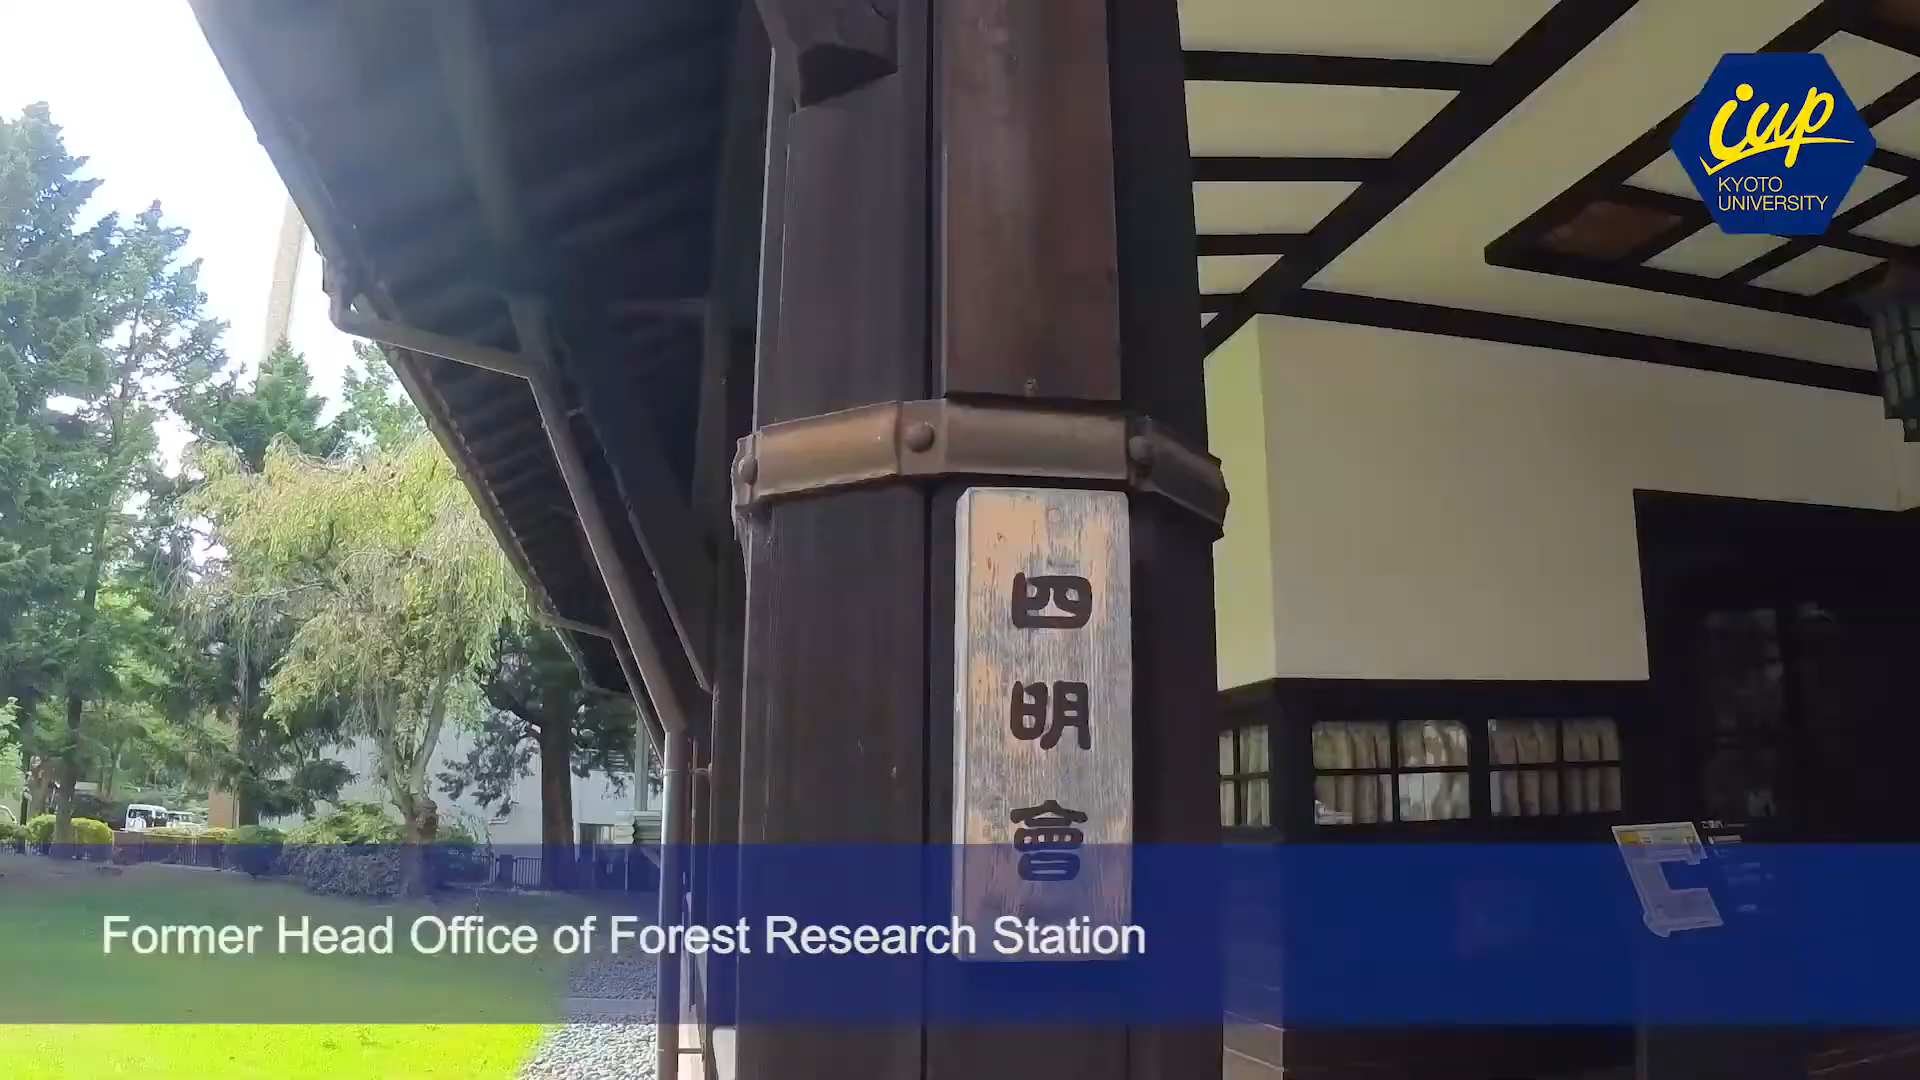 iup
KYOTO
UNIVERSITY
四明會
Former Head Office of Forest Research Station